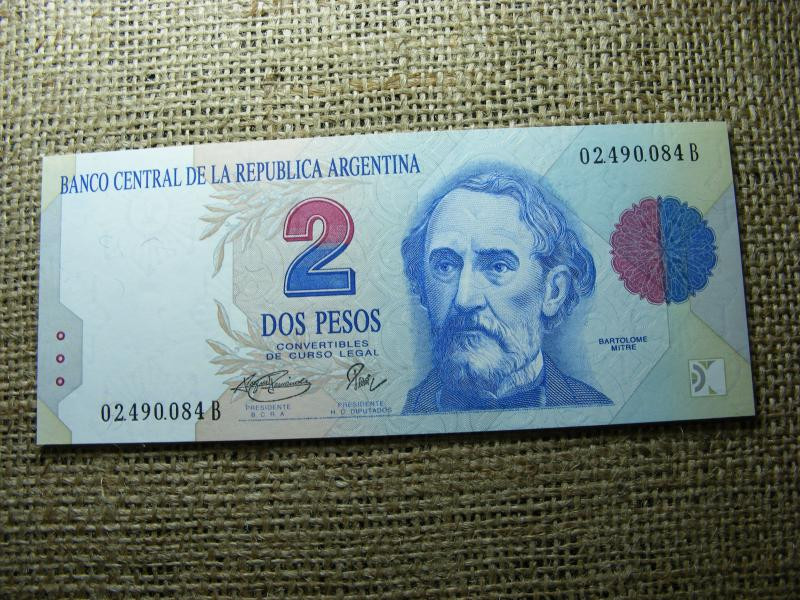 BANCO CENTRAL DE LA REPUBLICA ARGENTINA
02.490.084 B
2
DOS PESOS
CONVERTIBLES
DE CURSO LEGAL
BARTOLOME
MITRE
02.490.084 B
PRESIDENTE
B.C.R.A
PRESIDENTE
H.C. DIPUTADOS